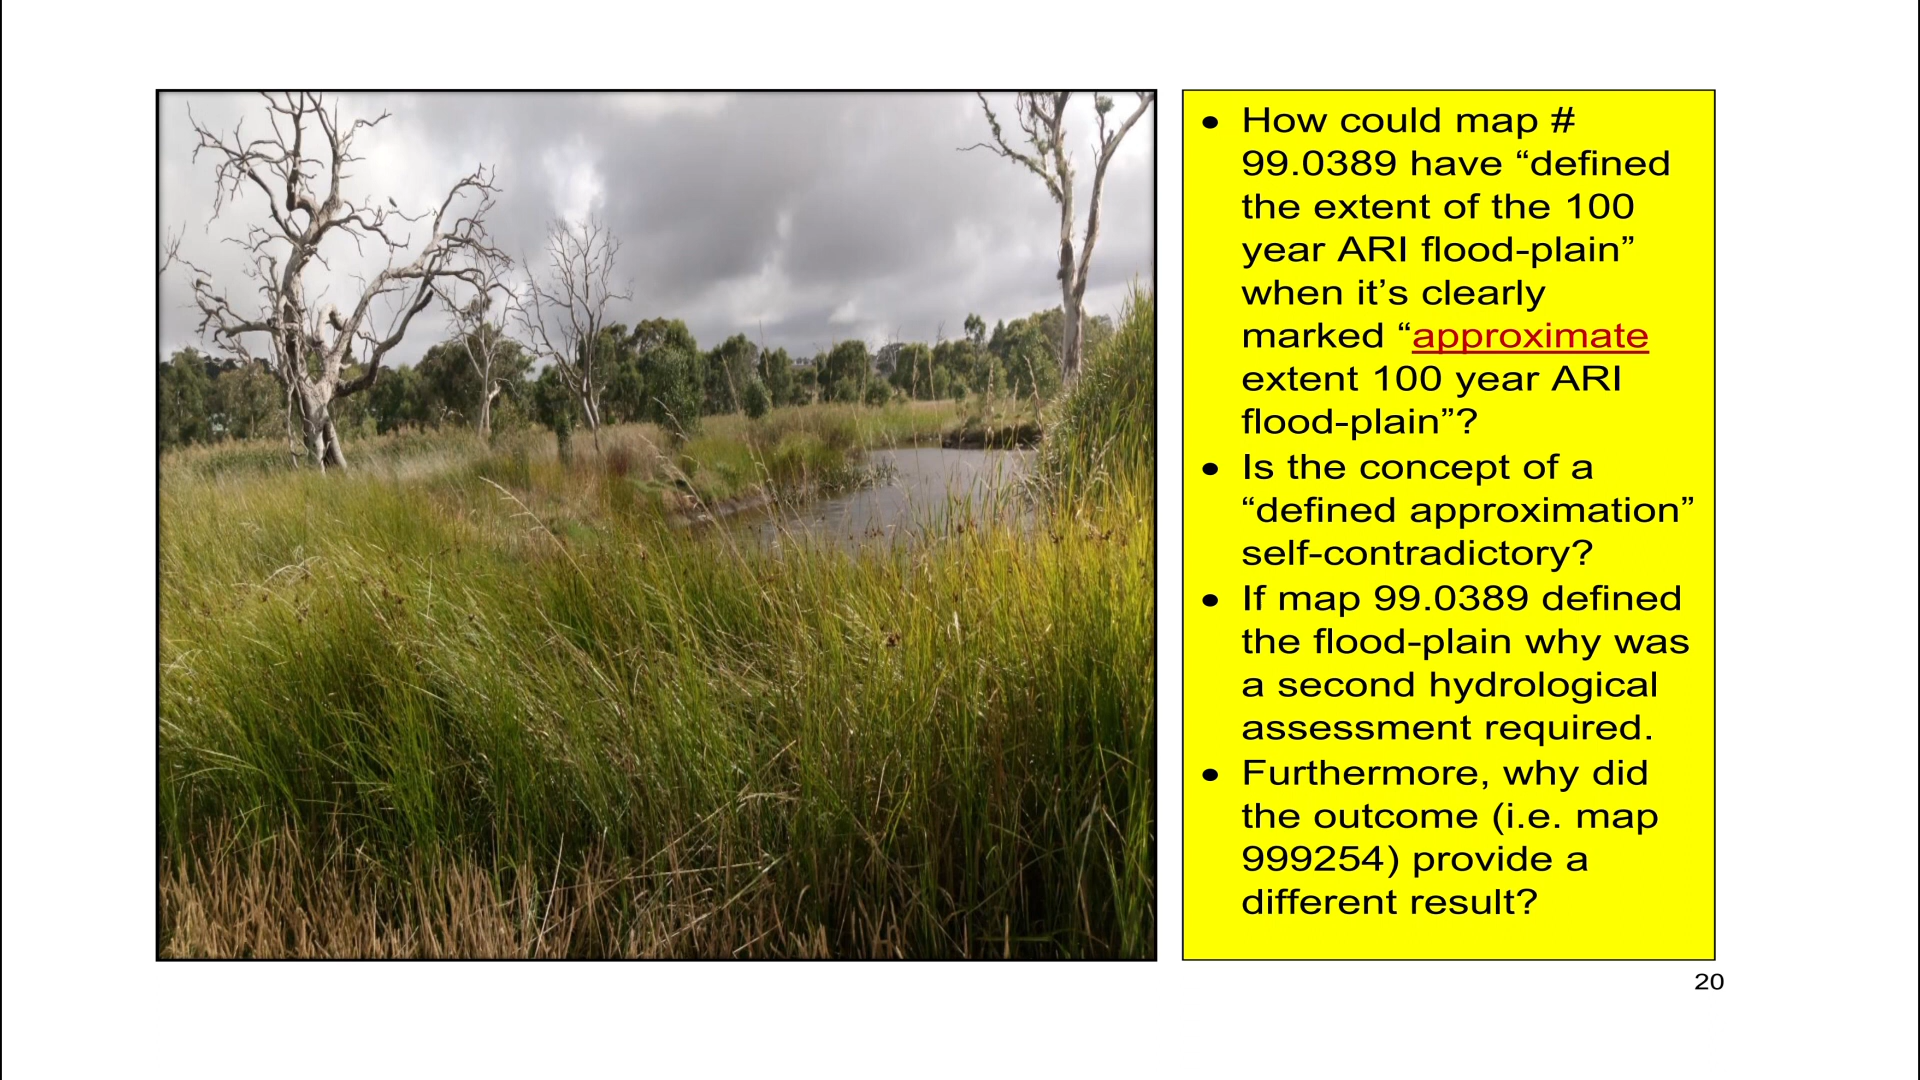 • How could map #
99.0389 have “defined
the extent of the 100
year ARI flood-plain”
when it’s clearly
marked “approximate
extent 100 year ARI
flood-plain”?
• Is the concept of a
“defined approximation”
self-contradictory?
• If map 99.0389 defined
the flood-plain why was
a second hydrological
assessment required.
• Furthermore, why did
the outcome (i.e. map
999254) provide a
different result?
20